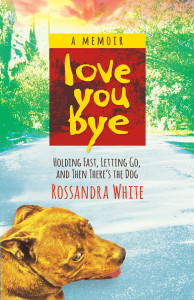 A MEMOIR
love
you
bye
HOLDING FAST, LETTING GO,
AND THEN THERE'S THE DOG
ROSSANDRA WHITE